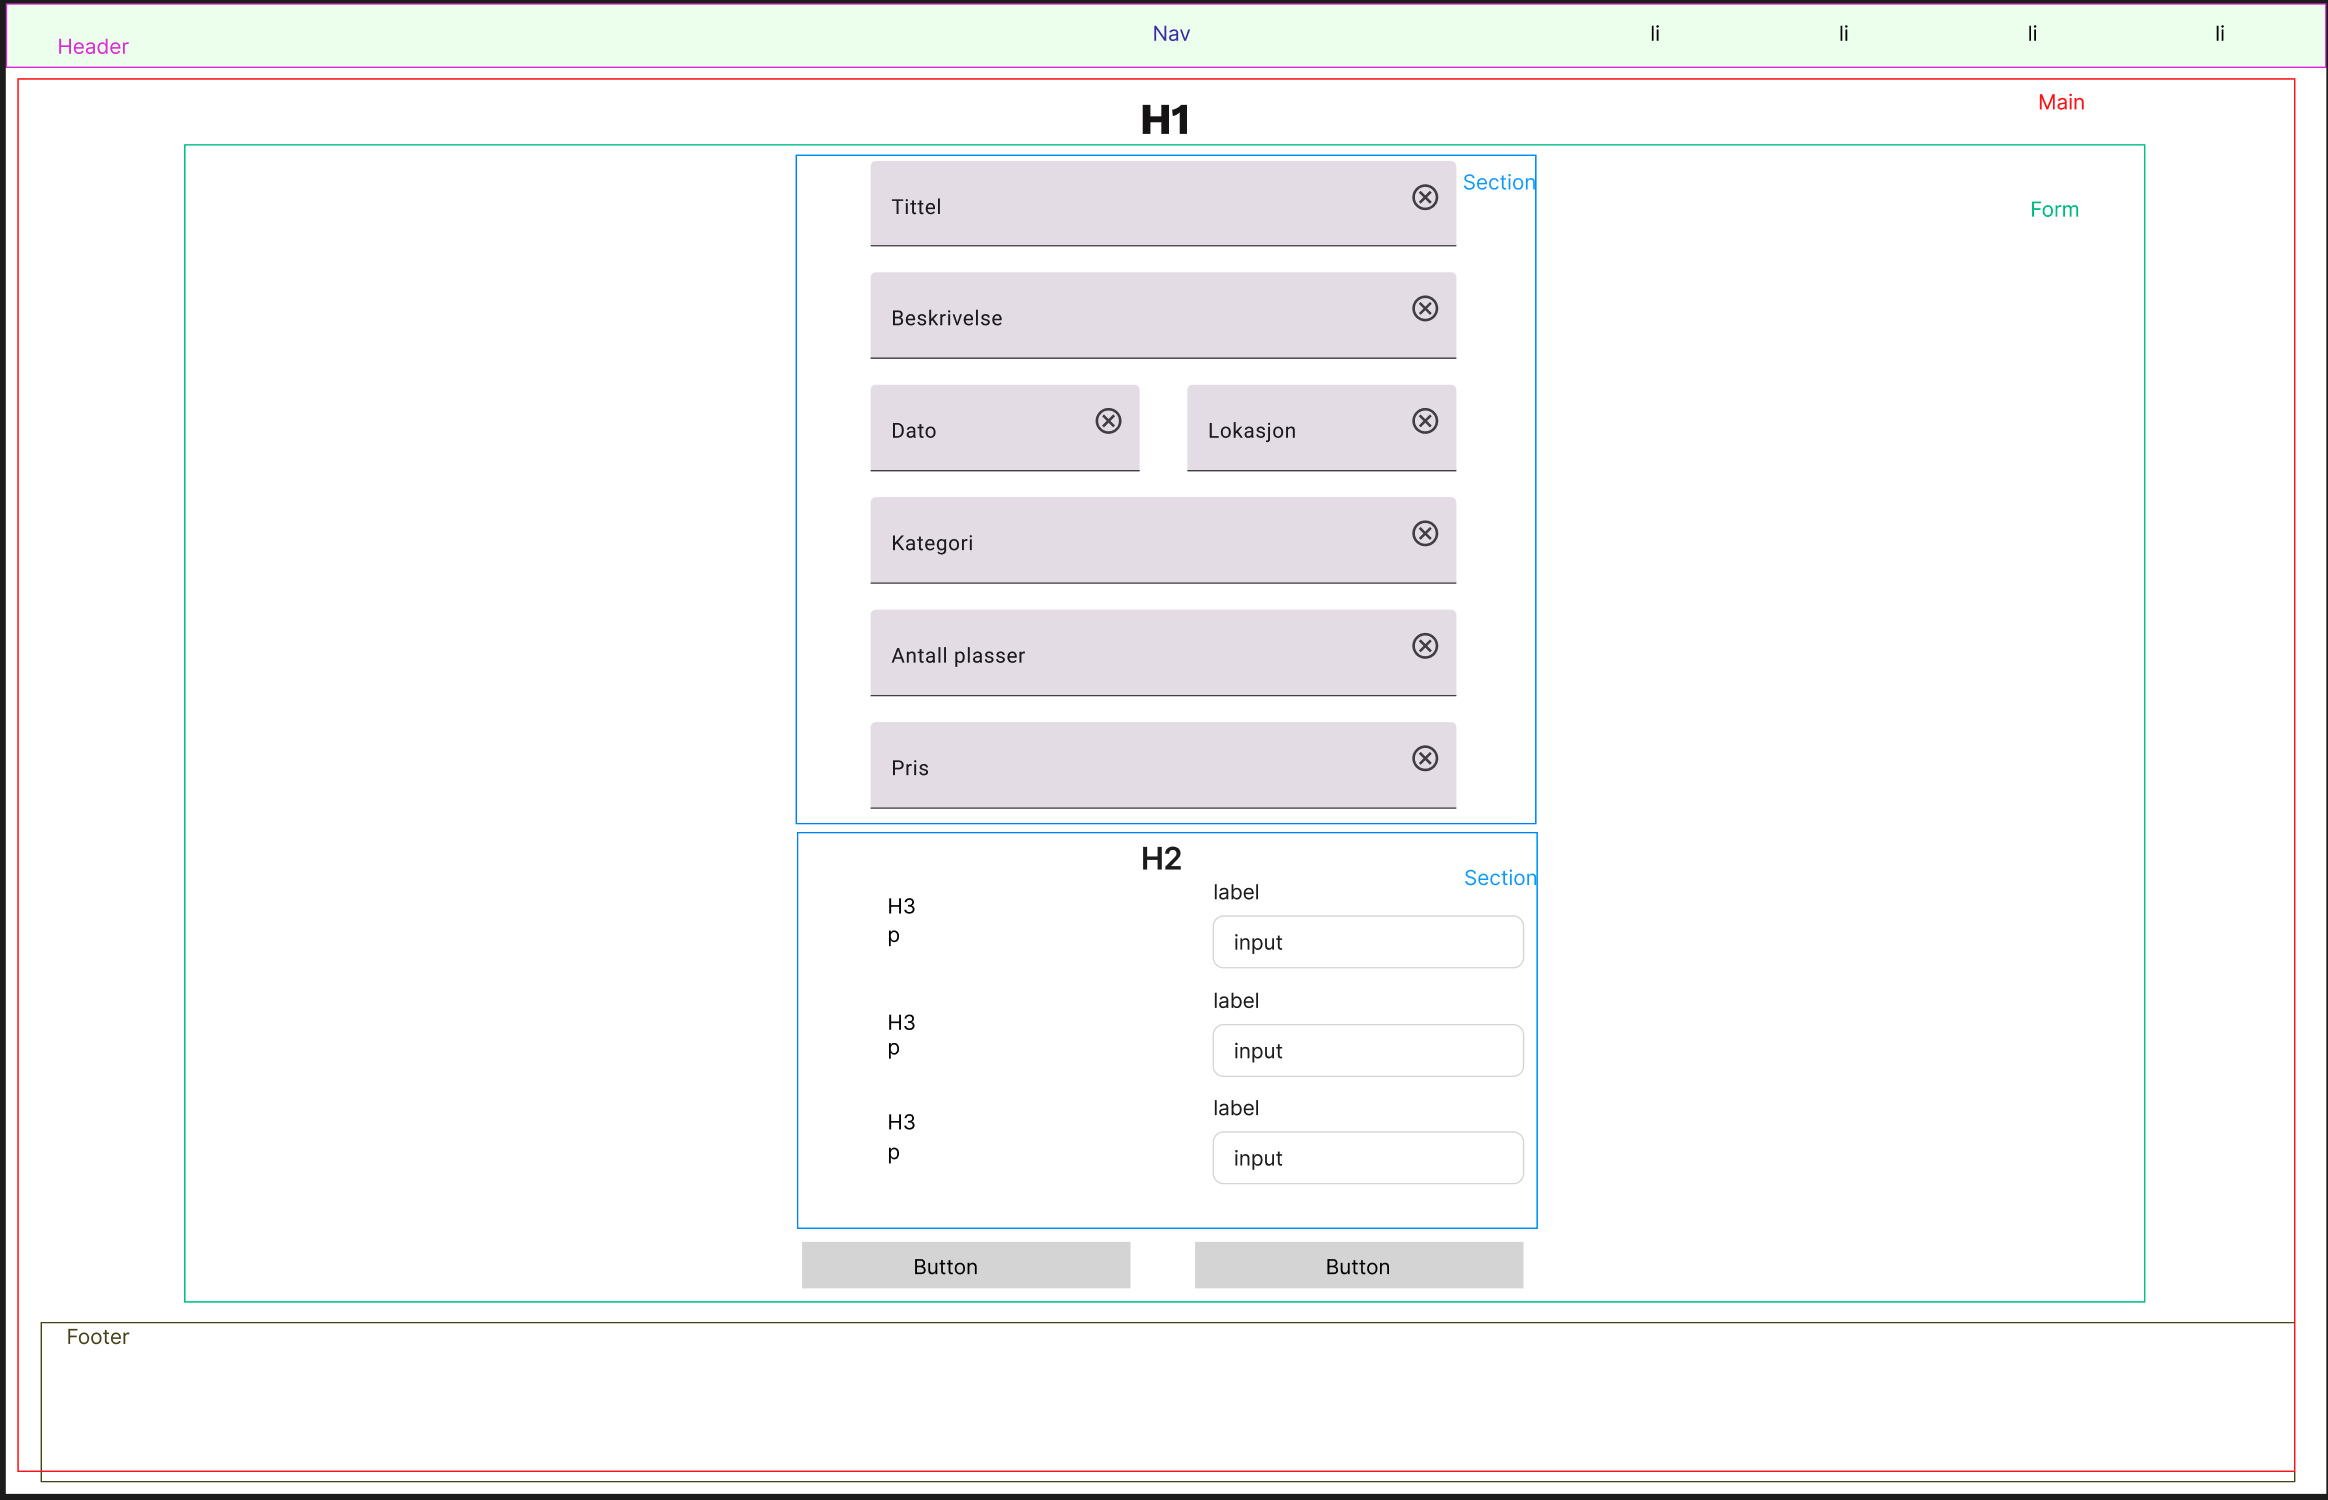 Header
Nav
li
li
li
li
Main
H1
Section
Form
Tittel
Beskrivelse
Dato
Lokasjon
Kategori
Antall plasser
Pris
H2
Section
H3
p
label
input
H3
p
label
input
H3
p
label
input
Button
Button
Footer